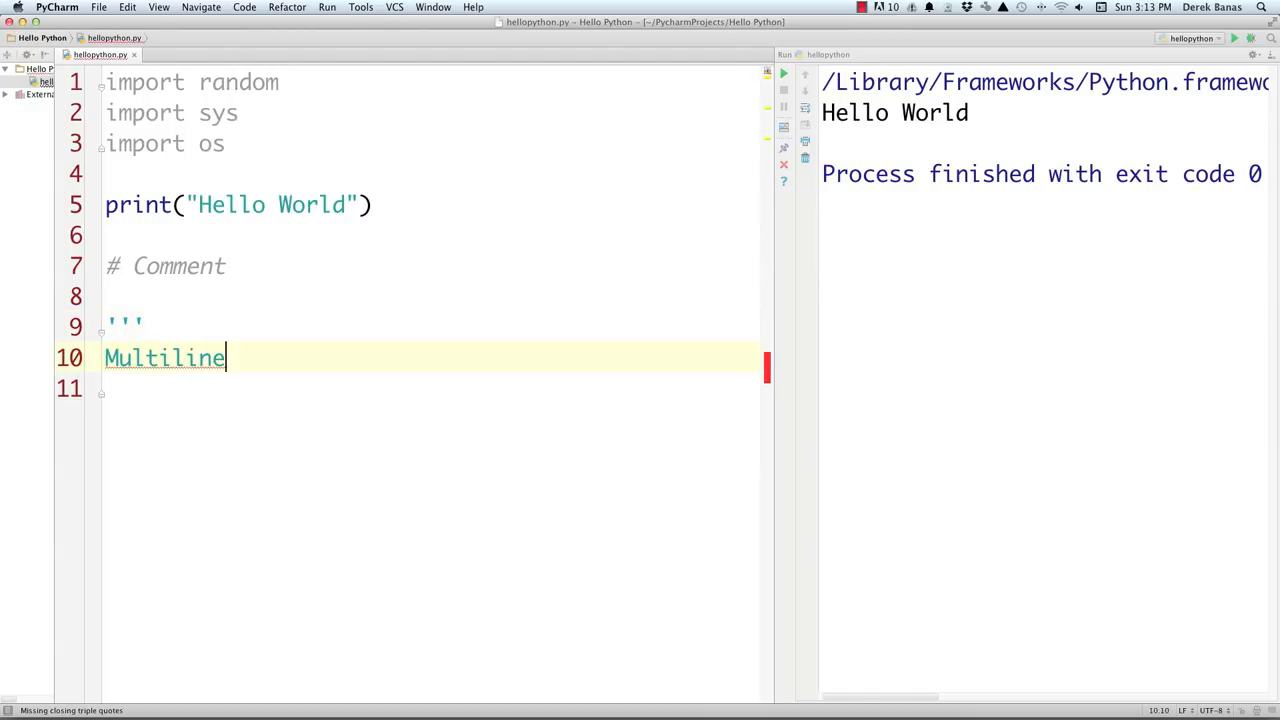 PyCharm File Edit View Navigate Code Refactor Run Tools VCS Window Help 10 Sun 3:13 PM Derek Banas
hellopython.py – Hello Python – [~/PycharmProjects/Hello Python]
Hello Python hellopython.py hellopython
hellopython.py Run hellopython
Hello P
hell
Externa
1 import random
2 import sys
3 import os
4
5 print("Hello World")
6
7 # Comment
8
9 '''
10 Multiline
11
/Library/Frameworks/Python.framewo
Hello World
Process finished with exit code 0
Missing closing triple quotes 10:10 LF UTF-8